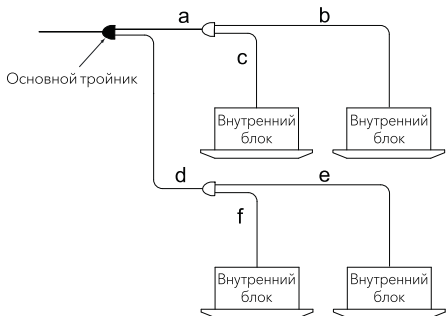 a
b
c
Основной тройник
Внутренний
блок
Внутренний
блок
d
e
f
Внутренний
блок
Внутренний
блок